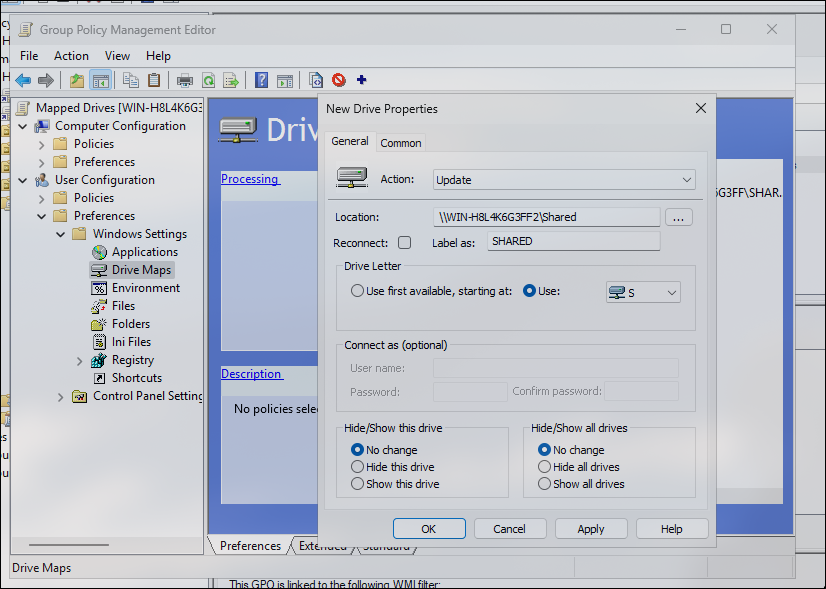 Group Policy Management Editor
File Action View Help
Mapped Drives [WIN-H8L4K6G3
Computer Configuration
Policies
Preferences
User Configuration
Policies
Preferences
Windows Settings
Applications
Drive Maps
Environment
Files
Folders
Ini Files
Registry
Shortcuts
Control Panel Setting
Driv
Processing
Description
No policies selec
6G3FF\SHAR.
New Drive Properties
General Common
Action: Update
Location: \\WIN-H8L4K6G3FF2\Shared ...
Reconnect: Label as: SHARED
Drive Letter
Use first available, starting at: Use: S
Connect as (optional)
User name:
Password: Confirm password:
Hide/Show this drive
No change
Hide this drive
Show this drive
Hide/Show all drives
No change
Hide all drives
Show all drives
OK Cancel Apply Help
Preferences Extended Standard
Drive Maps
This GPO is linked to the following WMI filter: